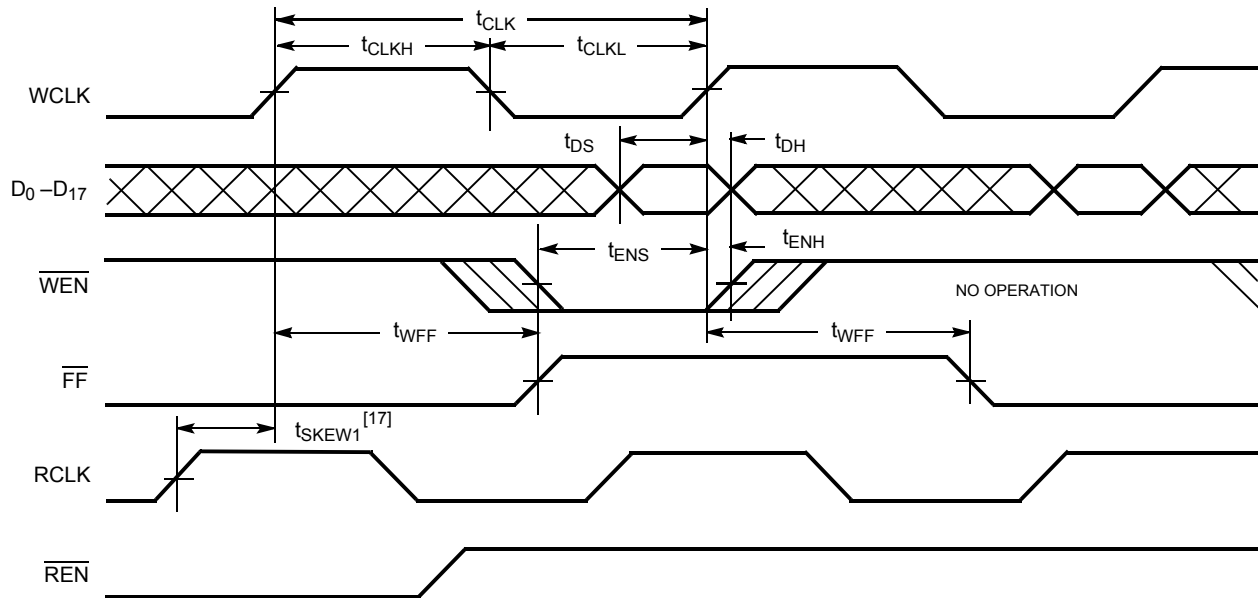 tCLK
tCLKH
tCLKL
WCLK
tDS
tDH
D0 –D17
tENS
tENH
WEN
NO OPERATION
tWFF
tWFF
FF
tSKEW1[17]
RCLK
REN